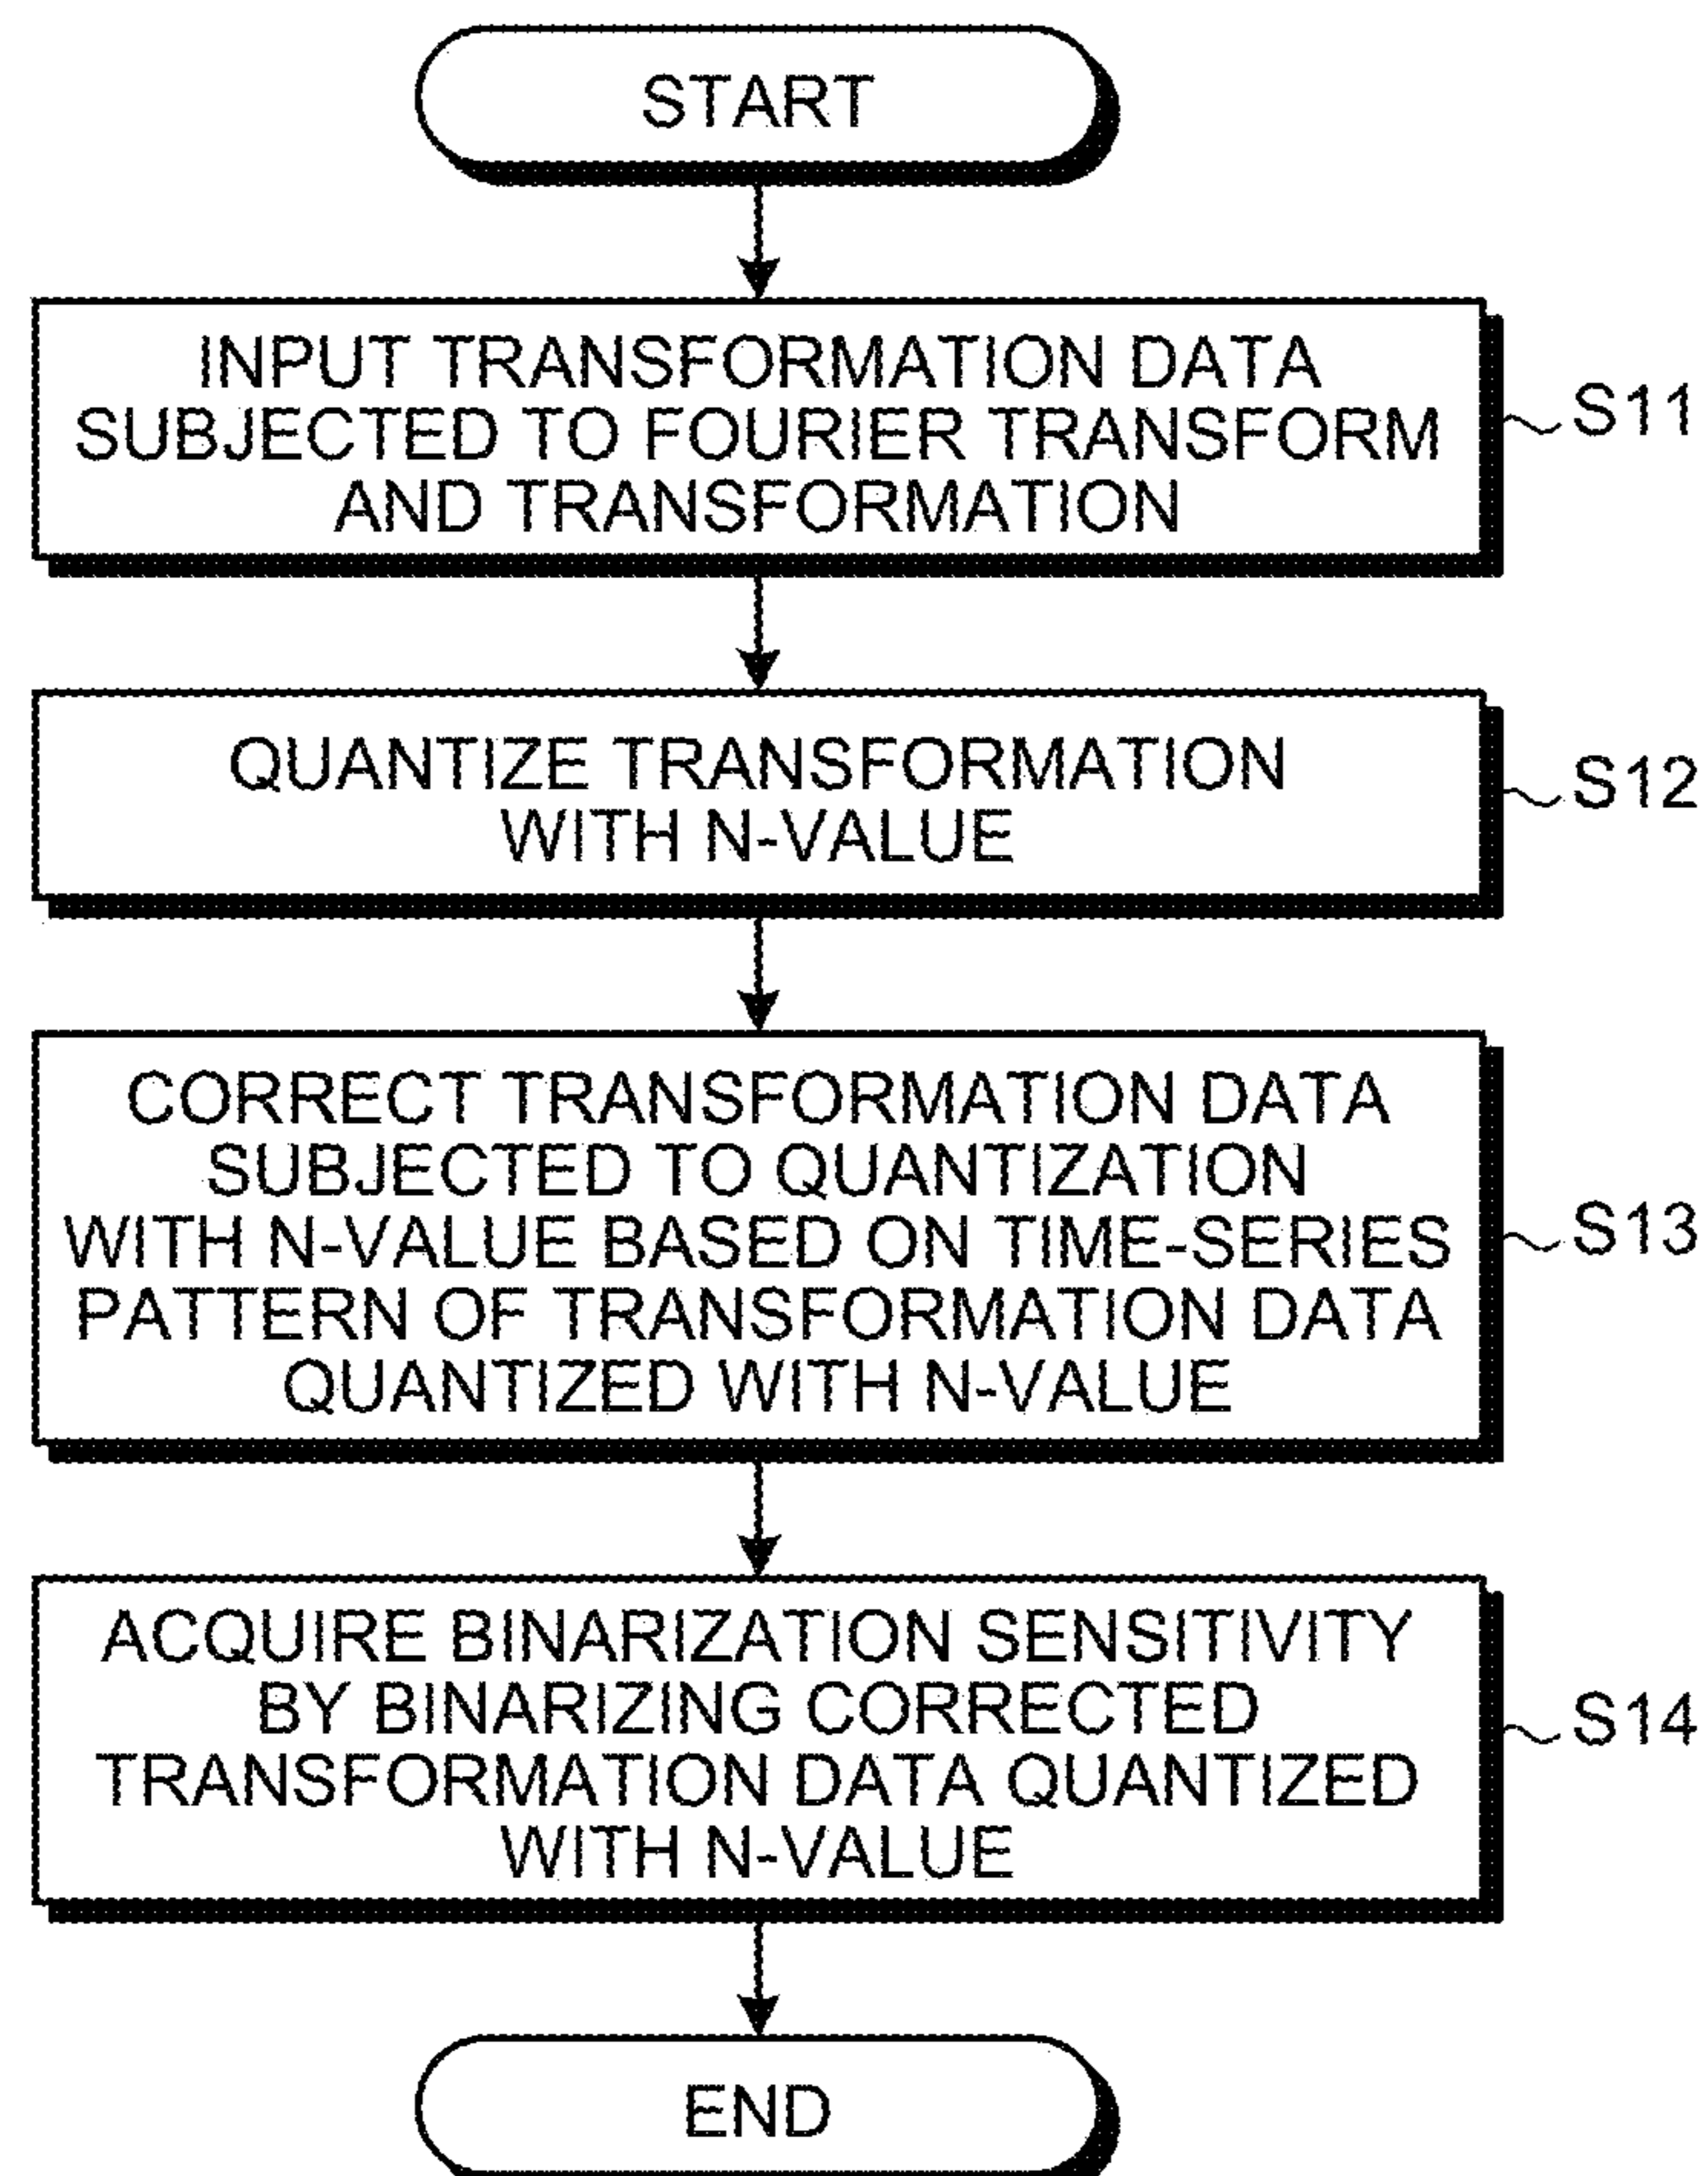 START
INPUT TRANSFORMATION DATA
SUBJECTED TO FOURIER TRANSFORM
AND TRANSFORMATION
S11
QUANTIZE TRANSFORMATION
WITH N-VALUE
S12
CORRECT TRANSFORMATION DATA
SUBJECTED TO QUANTIZATION
WITH N-VALUE BASED ON TIME-SERIES
PATTERN OF TRANSFORMATION DATA
QUANTIZED WITH N-VALUE
S13
ACQUIRE BINARIZATION SENSITIVITY
BY BINARIZING CORRECTED
TRANSFORMATION DATA QUANTIZED
WITH N-VALUE
S14
END